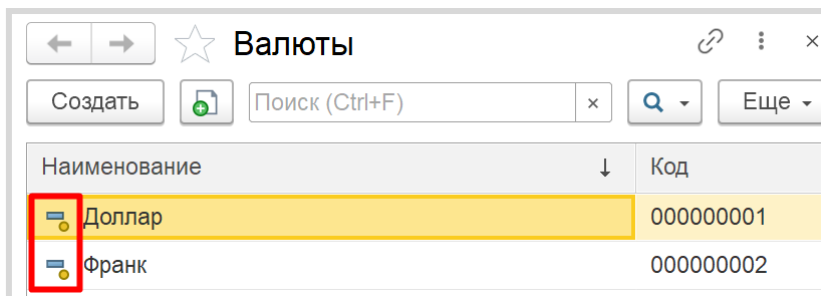 Валюты
Создать Поиск (Ctrl+F) Еще
Наименование Код
Доллар 000000001
Франк 000000002